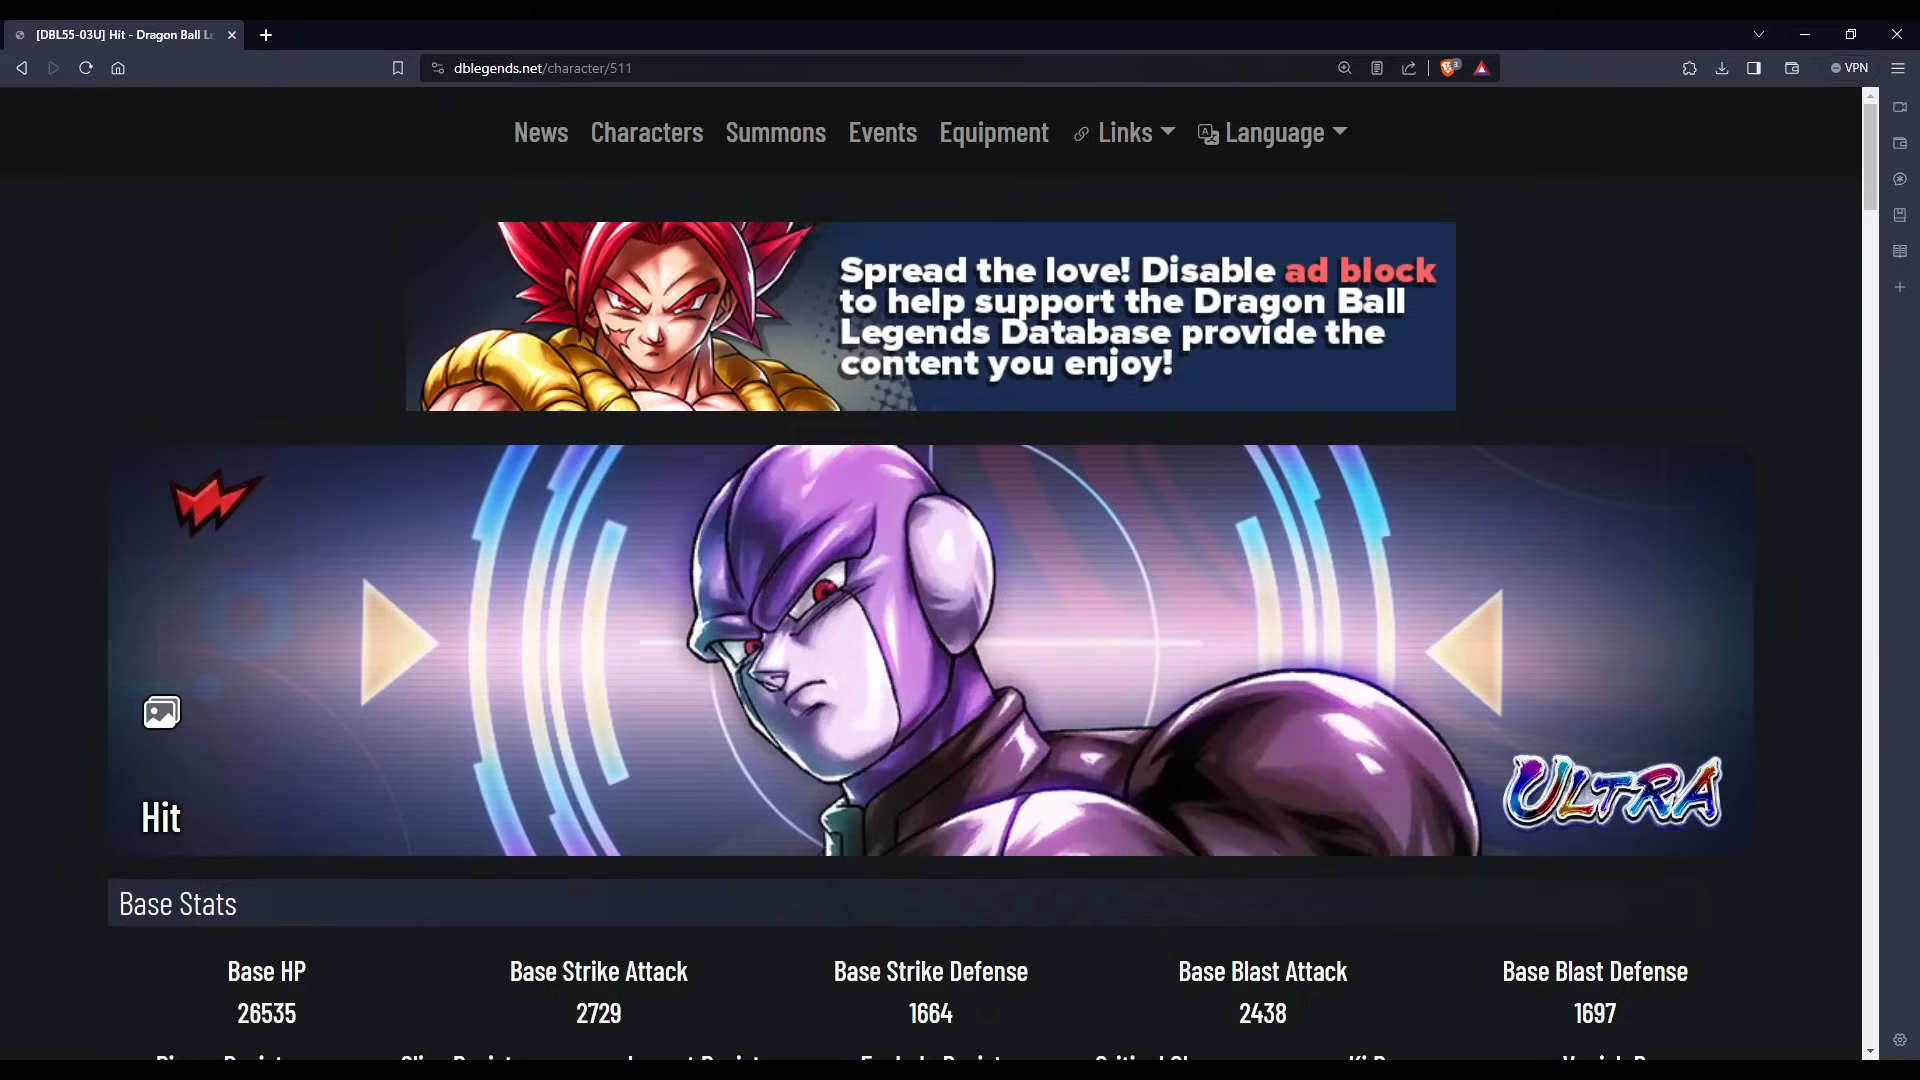 [DBL55-03U] Hit - Dragon Ball Le
dblegends.net/character/511
3
VPN
News Characters Summons Events Equipment Links Language
Spread the love! Disable ad block
to help support the Dragon Ball
Legends Database provide the
content you enjoy!
ULTRA
Hit
Base Stats
Base HP Base Strike Attack Base Strike Defense Base Blast Attack Base Blast Defense
26535 2729 1664 2438 1697